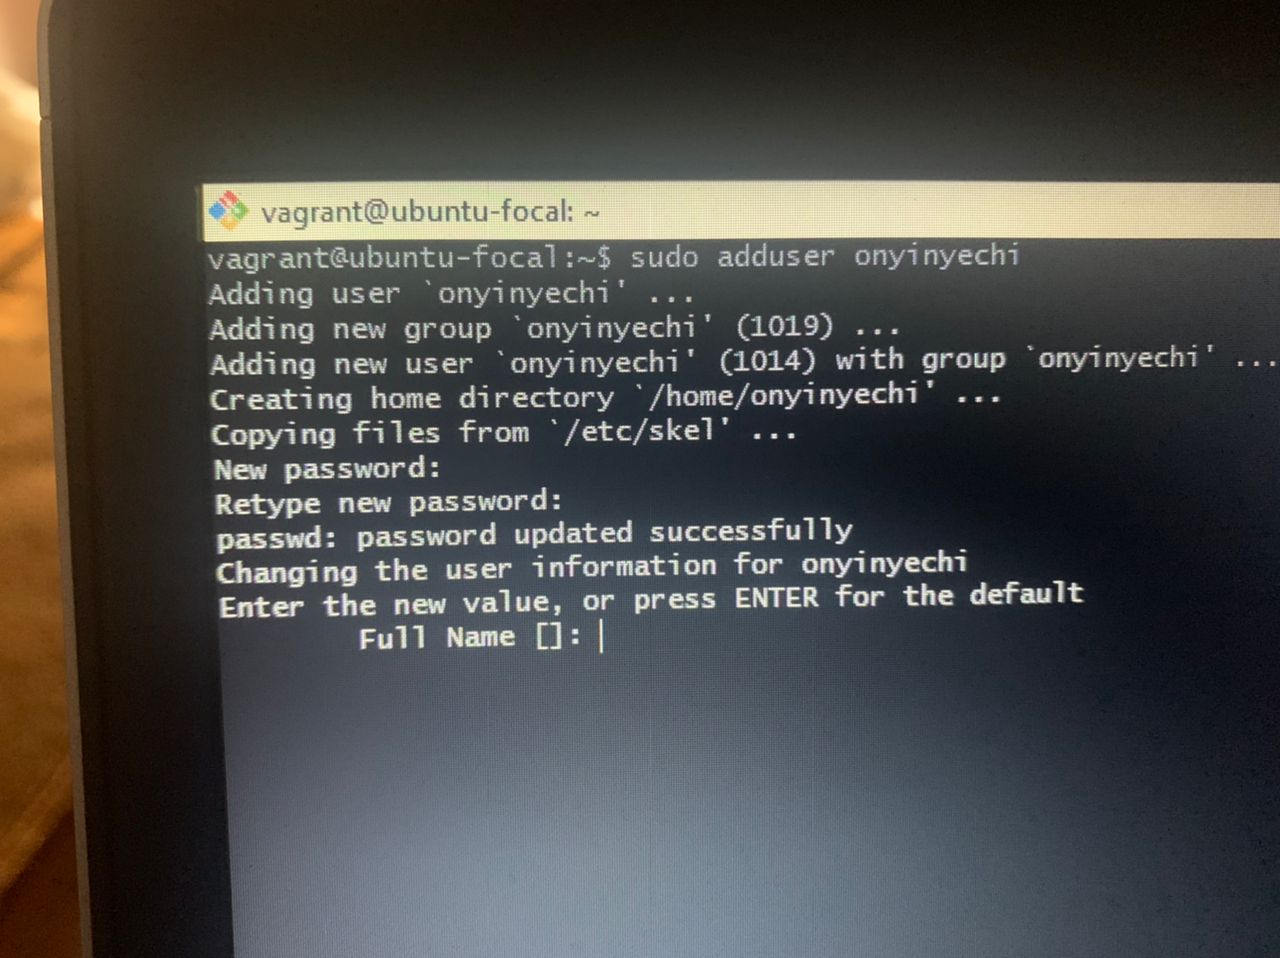 vagrant@ubuntu-focal: ~
vagrant@ubuntu-focal:~$ sudo adduser onyinyechi
Adding user `onyinyechi' ...
Adding new group `onyinyechi' (1019) ...
Adding new user `onyinyechi' (1014) with group `onyinyechi' ...
Creating home directory `/home/onyinyechi' ...
Copying files from `/etc/skel' ...
New password:
Retype new password:
passwd: password updated successfully
Changing the user information for onyinyechi
Enter the new value, or press ENTER for the default
Full Name []: